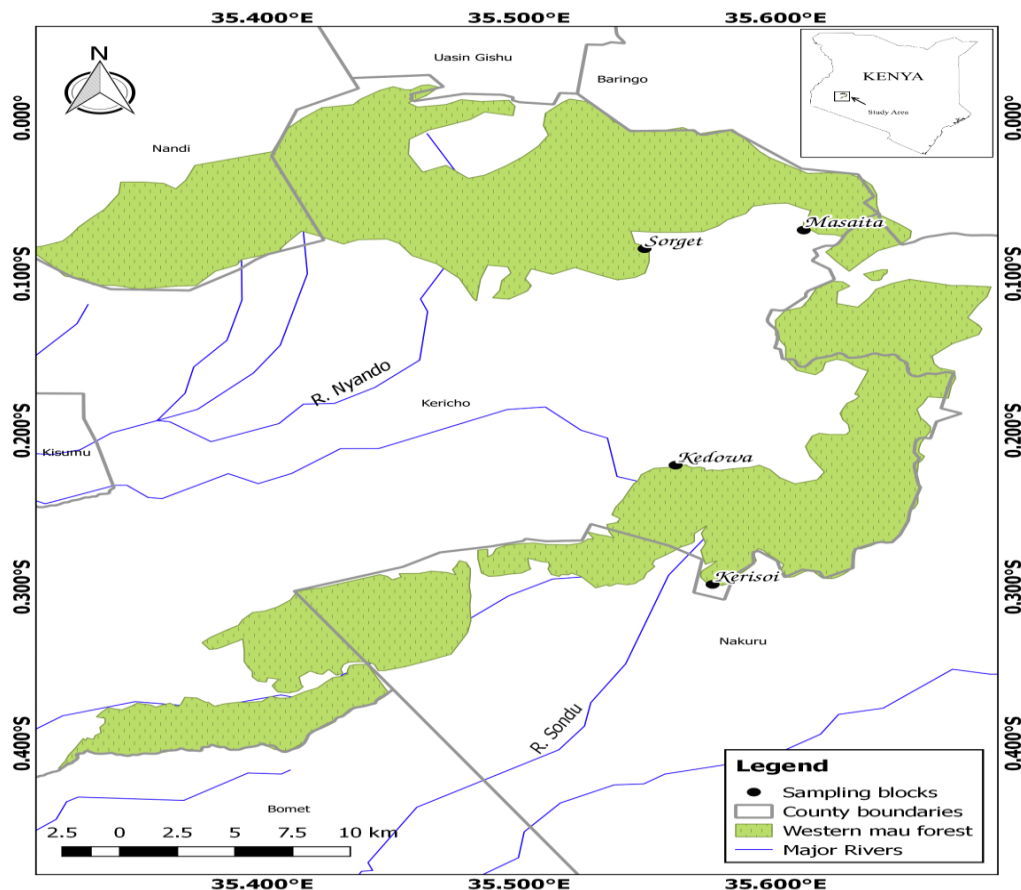 35.400°E 35.500°E 35.600°E
N
Uasin Gishu
Baringo
KENYA
Study Area
0.000°
0.000°
Nandi
Masaita
Sorget
0.100°S
0.100°S
R. Nyando
Kericho
0.200°S
0.200°S
Kisumu
Kedowa
Kerisoi
0.300°S
0.300°S
Nakuru
R. Sondu
0.400°S
0.400°S
Legend
Sampling blocks
County boundaries
Western mau forest
Major Rivers
Bomet
2.5 0 2.5 5 7.5 10 km
35.400°E 35.500°E 35.600°E